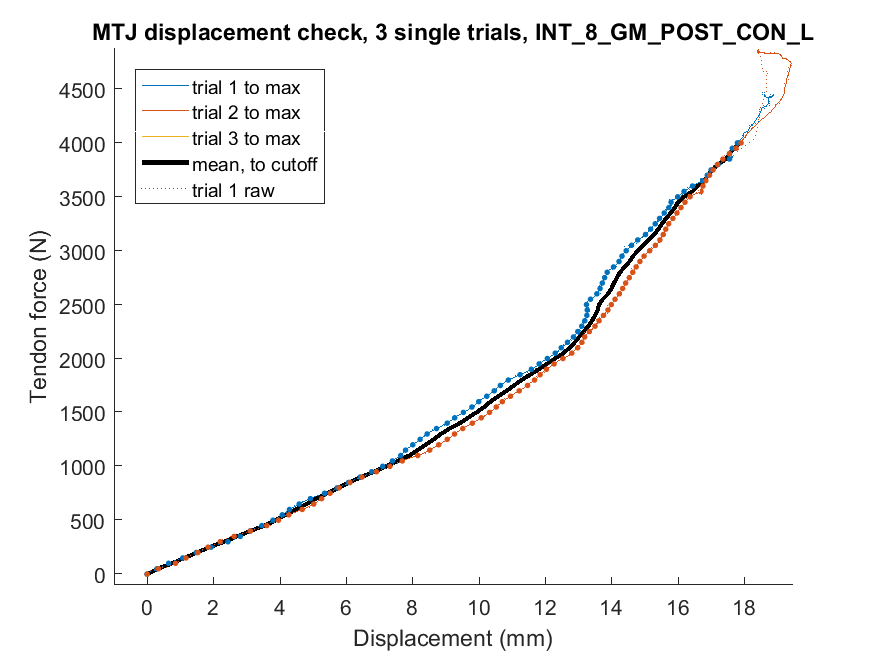 MTJ displacement check, 3 single trials, INT_8_GM_POST_CON_L
trial 1 to max
trial 2 to max
trial 3 to max
mean, to cutoff
trial 1 raw
4500
4000
3500
3000
2500
2000
1500
1000
500
0
Tendon force (N)
0 2 4 6 8 10 12 14 16 18
Displacement (mm)